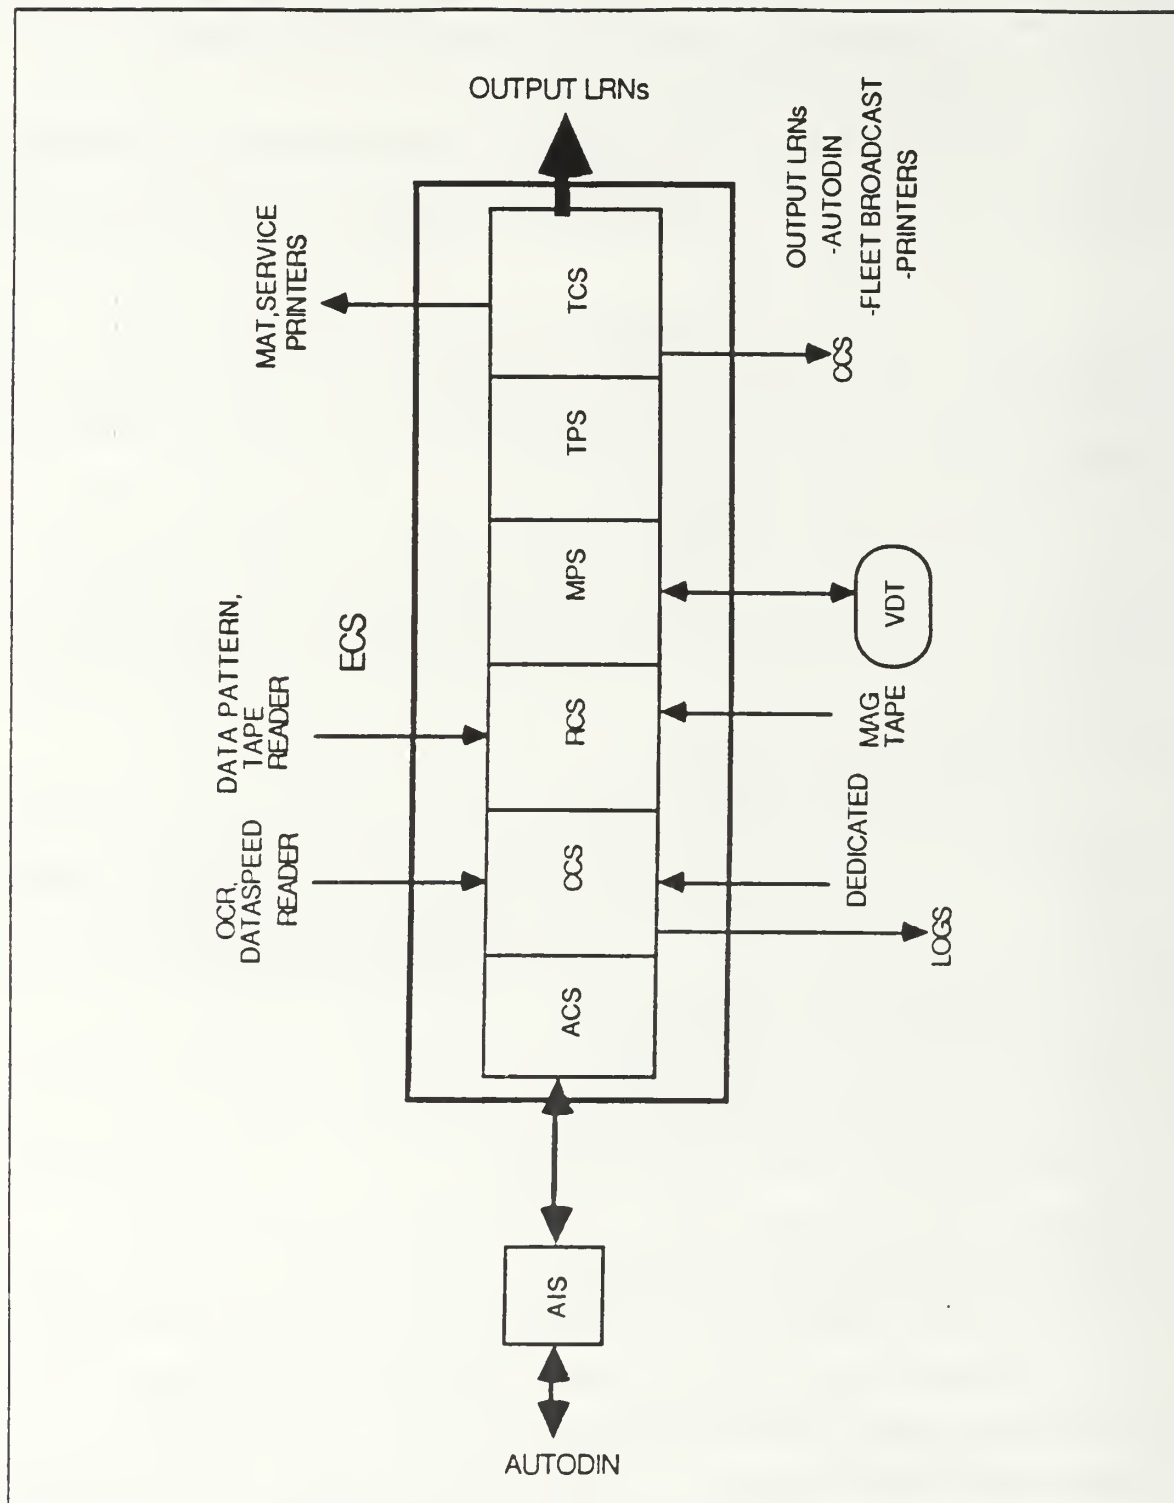 OUTPUT LRNs
MAT,SERVICE
PRINTERS
OUTPUT LRNs
-AUTODIN
-FLEET BROADCAST
-PRINTERS
TCS
CCS
TPS
MPS
VDT
ECS
DATA PATTERN,
TAPE
READER
RCS
MAG
TAPE
OCR,
DATASPEED
READER
CCS
DEDICATED
LOGS
ACS
AIS
AUTODIN